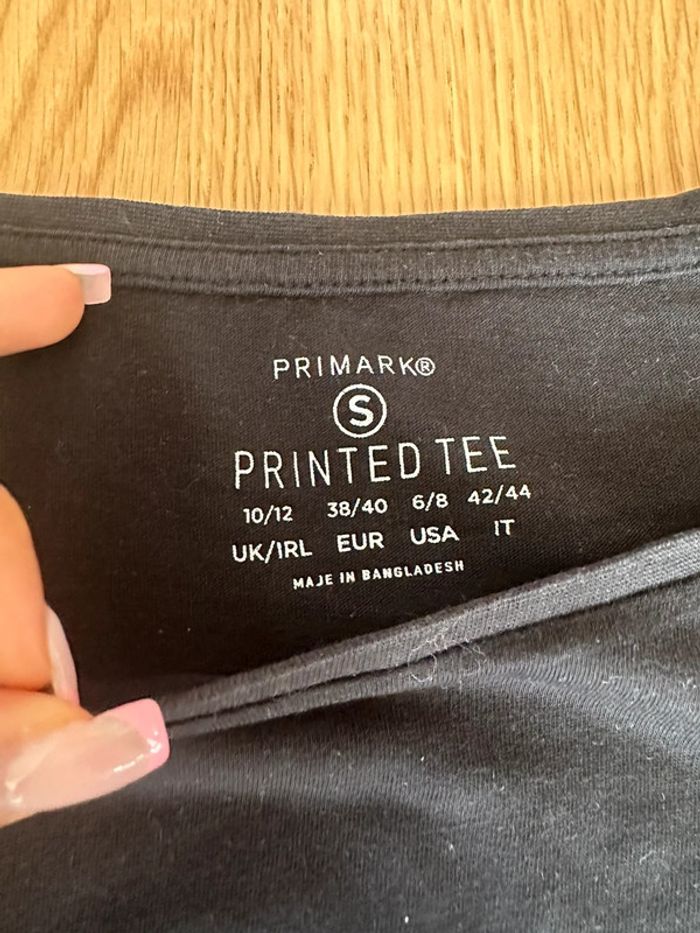 PRIMARK®
S
PRINTED TEE
10/12 38/40 6/8 42/44
UK/IRL EUR USA IT
MAJE IN BANGLADESH